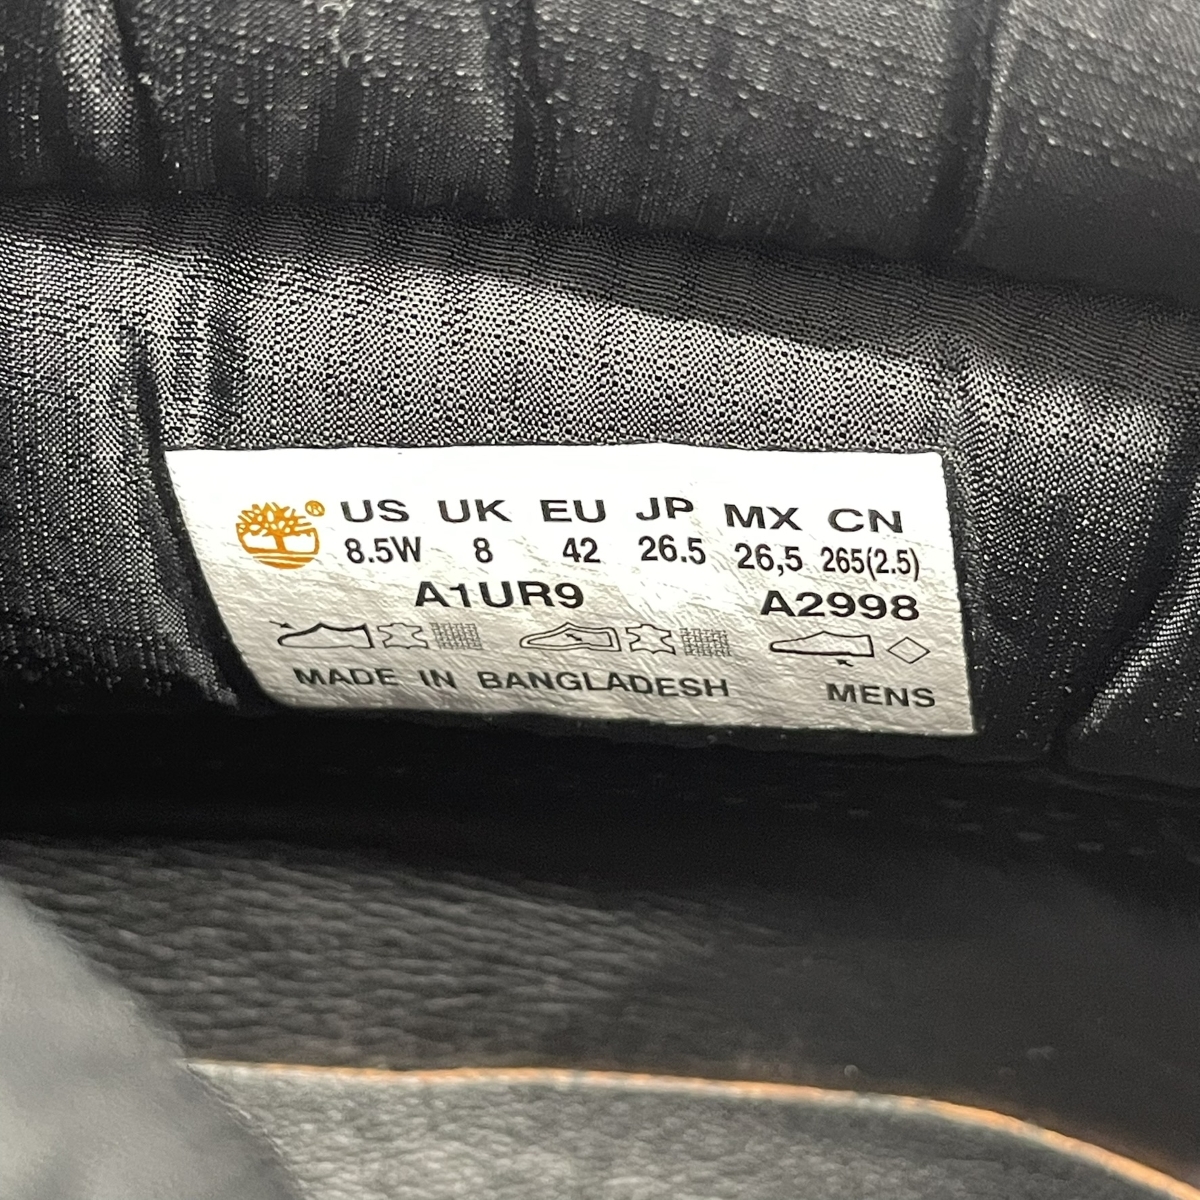 ® US UK EU JP MX CN
8.5W 8 42 26.5 26,5 265(2.5)
A1UR9 A2998
MADE IN BANGLADESH MENS